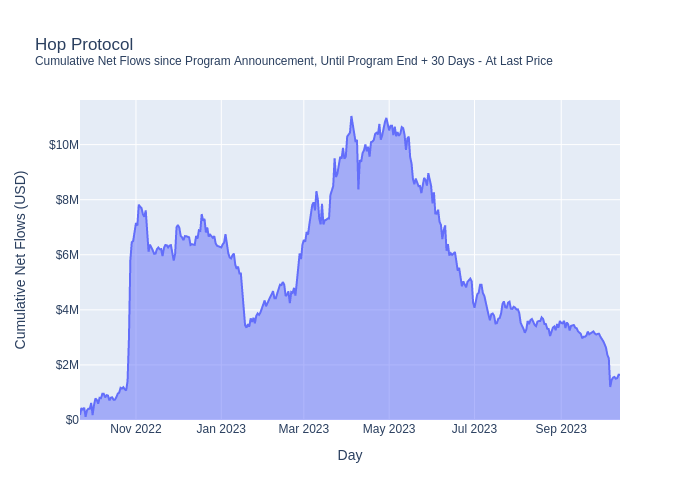 Hop Protocol
Cumulative Net Flows since Program Announcement, Until Program End + 30 Days - At Last Price
Cumulative Net Flows (USD)
$10M
$8M
$6M
$4M
$2M
$0
Nov 2022 Jan 2023 Mar 2023 May 2023 Jul 2023 Sep 2023
Day